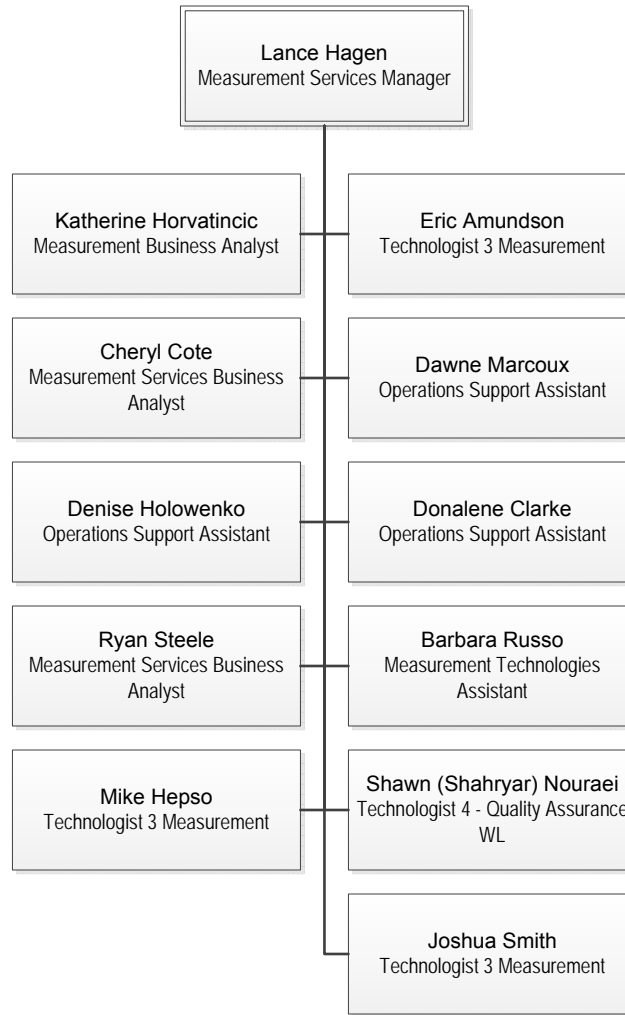 Lance Hagen
Measurement Services Manager
Katherine Horvatincic
Measurement Business Analyst
Eric Amundson
Technologist 3 Measurement
Cheryl Cote
Measurement Services Business
Analyst
Dawne Marcoux
Operations Support Assistant
Denise Holowenko
Operations Support Assistant
Donalene Clarke
Operations Support Assistant
Ryan Steele
Measurement Services Business
Analyst
Barbara Russo
Measurement Technologies
Assistant
Mike Hepso
Technologist 3 Measurement
Shawn (Shahryar) Nouraei
Technologist 4 - Quality Assurance
WL
Joshua Smith
Technologist 3 Measurement